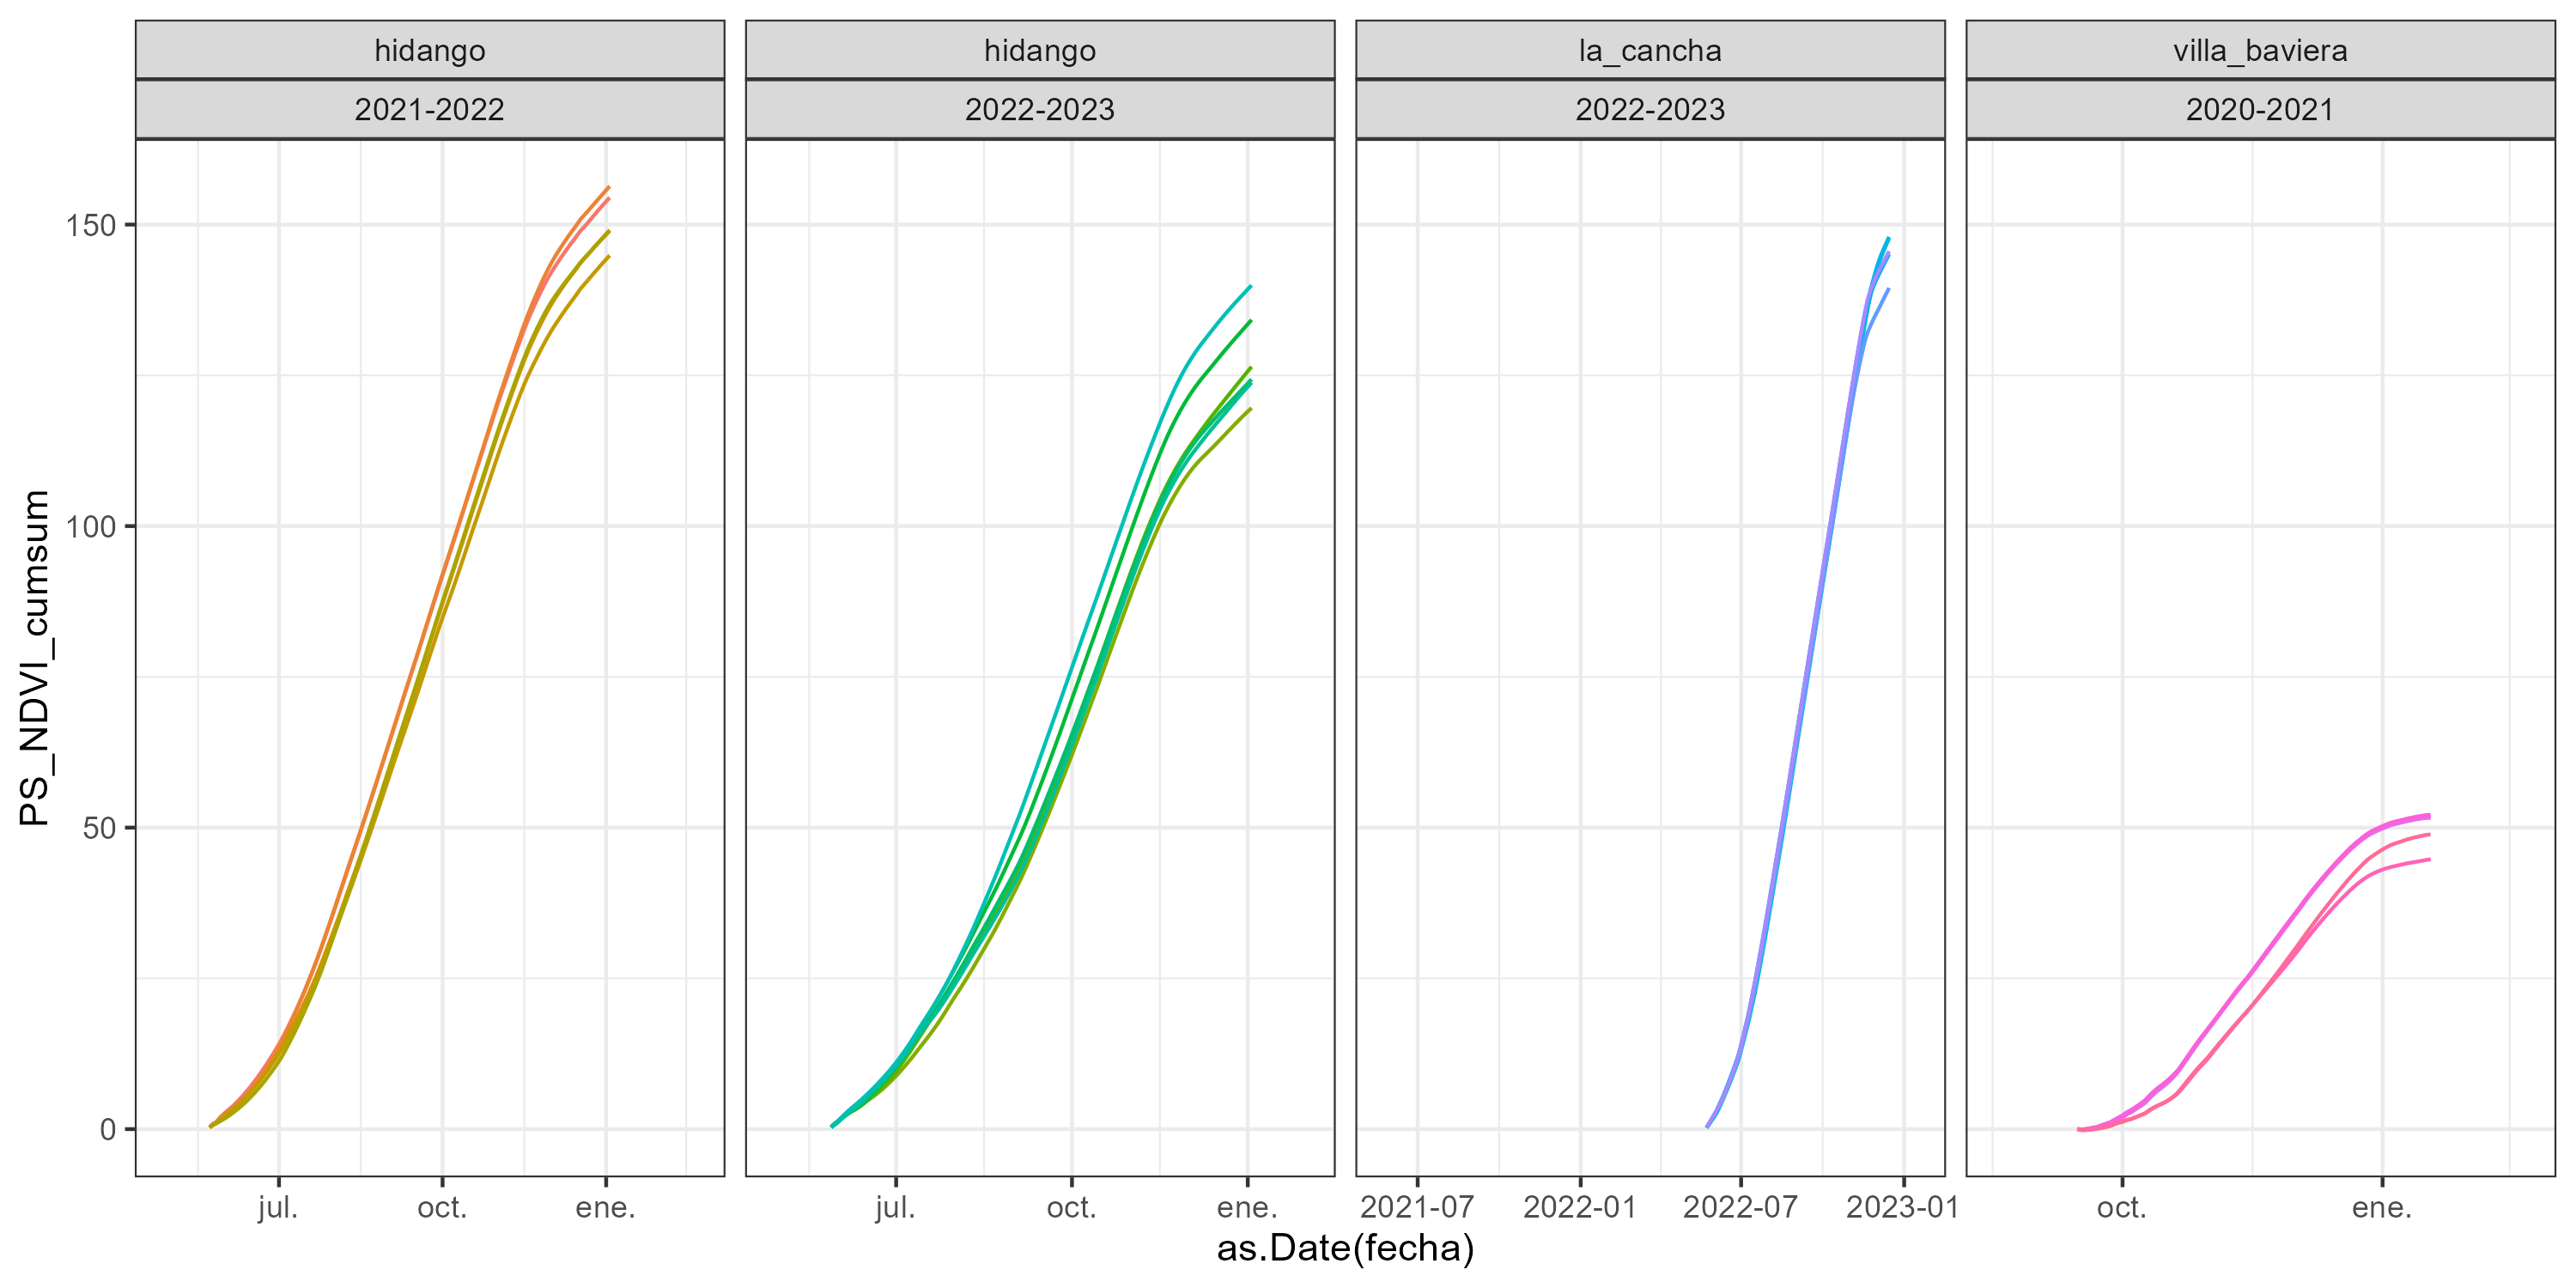 hidango
hidango
la_cancha
villa_baviera
2021-2022
2022-2023
2022-2023
2020-2021
PS_NDVI_cumsum
150
100
50
0
jul.
oct.
ene.
jul.
oct.
ene.
2021-07
2022-01
2022-07
2023-01
oct.
ene.
as.Date(fecha)